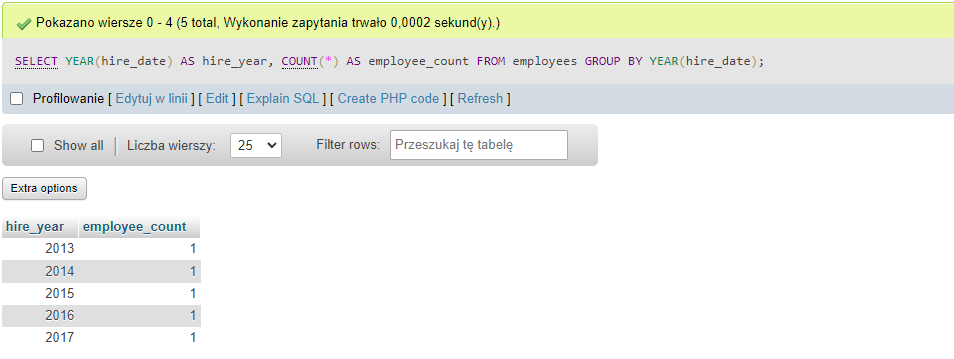 Pokazano wiersze 0 - 4 (5 total, Wykonanie zapytania trwało 0,0002 sekund(y).)
SELECT YEAR(hire_date) AS hire_year, COUNT(*) AS employee_count FROM employees GROUP BY YEAR(hire_date);
Profilowanie [ Edytuj w linii ] [ Edit ] [ Explain SQL ] [ Create PHP code ] [ Refresh ]
Show all Liczba wierszy: 25 Filter rows: Przeszukaj tę tabelę
Extra options
hire_year employee_count
2013 1
2014 1
2015 1
2016 1
2017 1